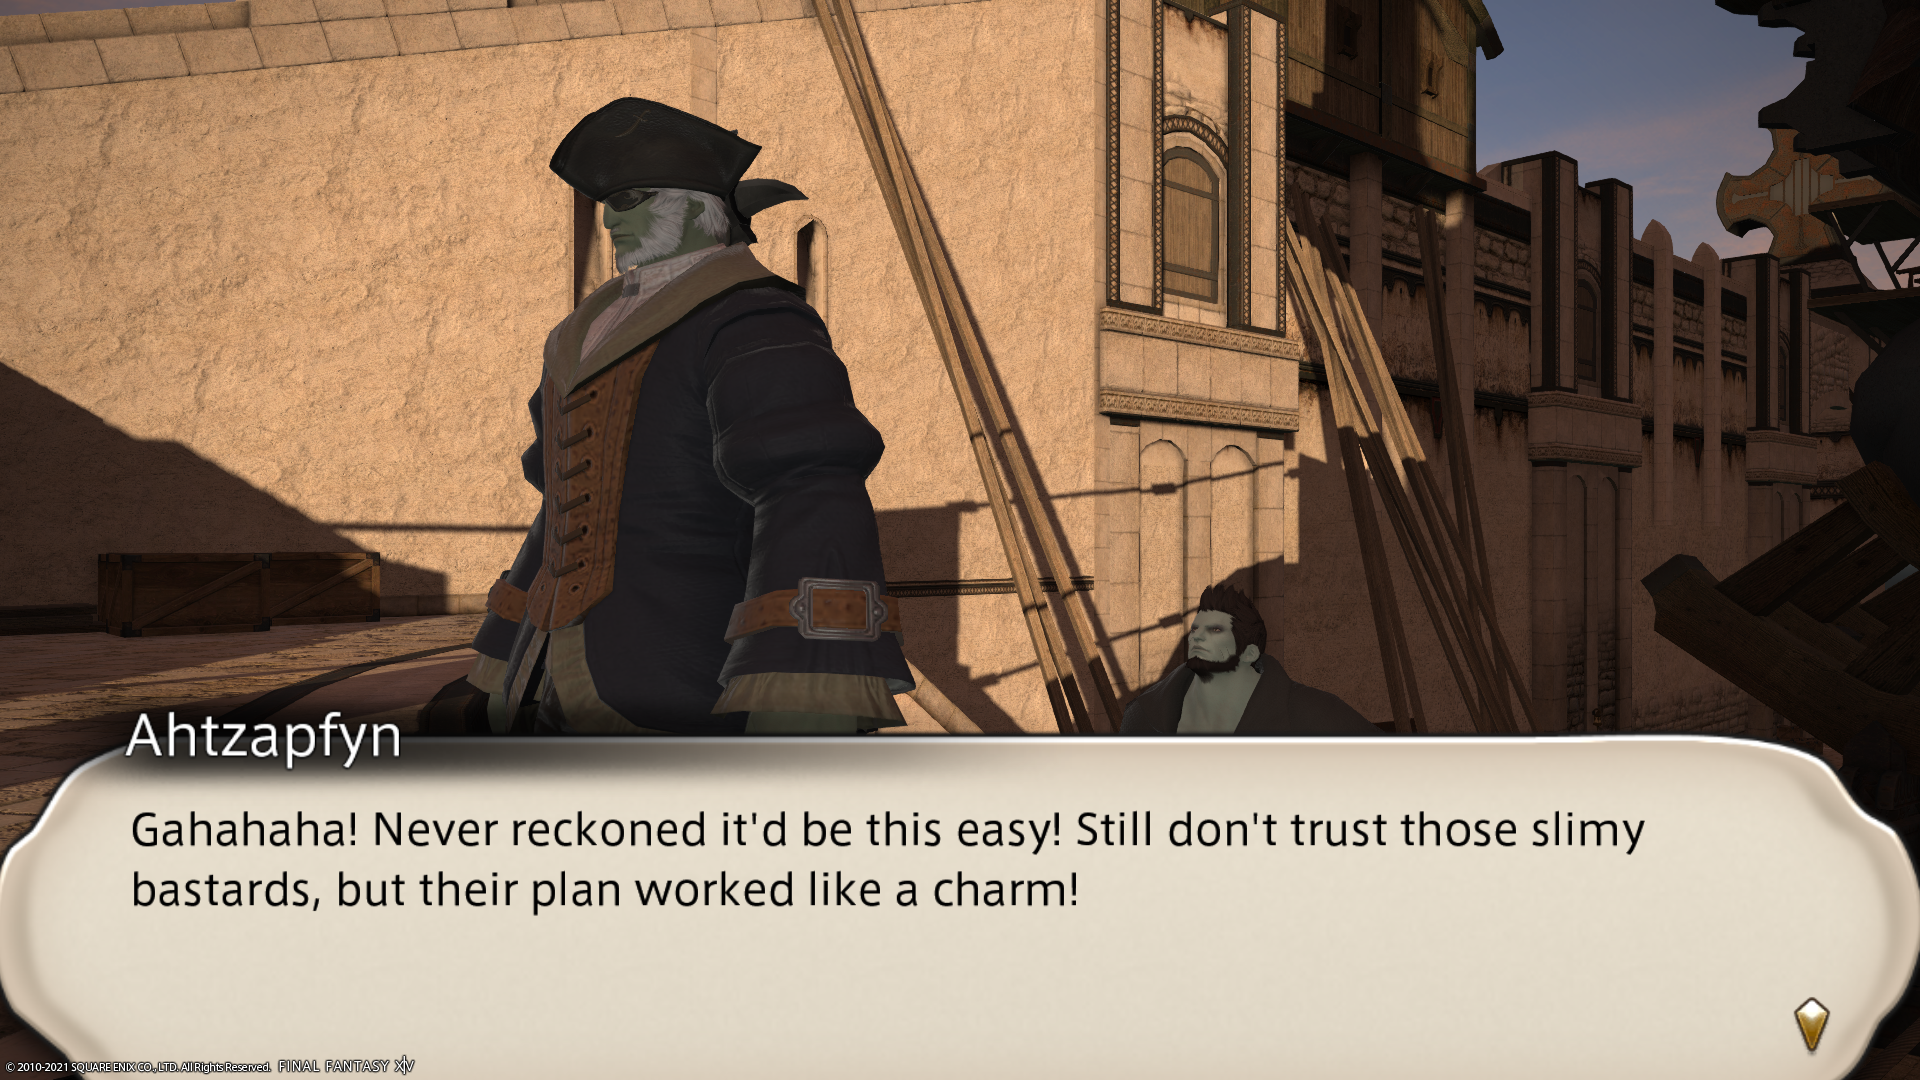 Ahtzapfyn
Gahahaha! Never reckoned it'd be this easy! Still don't trust those slimy
bastards, but their plan worked like a charm!
© 2010-2021 SQUARE ENIX CO., LTD. All Rights Reserved. FINAL FANTASY XIV